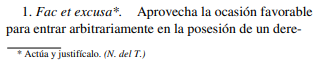 1. Fac et excusa*. Aprovecha la ocasión favorable
para entrar arbitrariamente en la posesión de un dere-
* Actúa y justifícalo. (N. del T.)